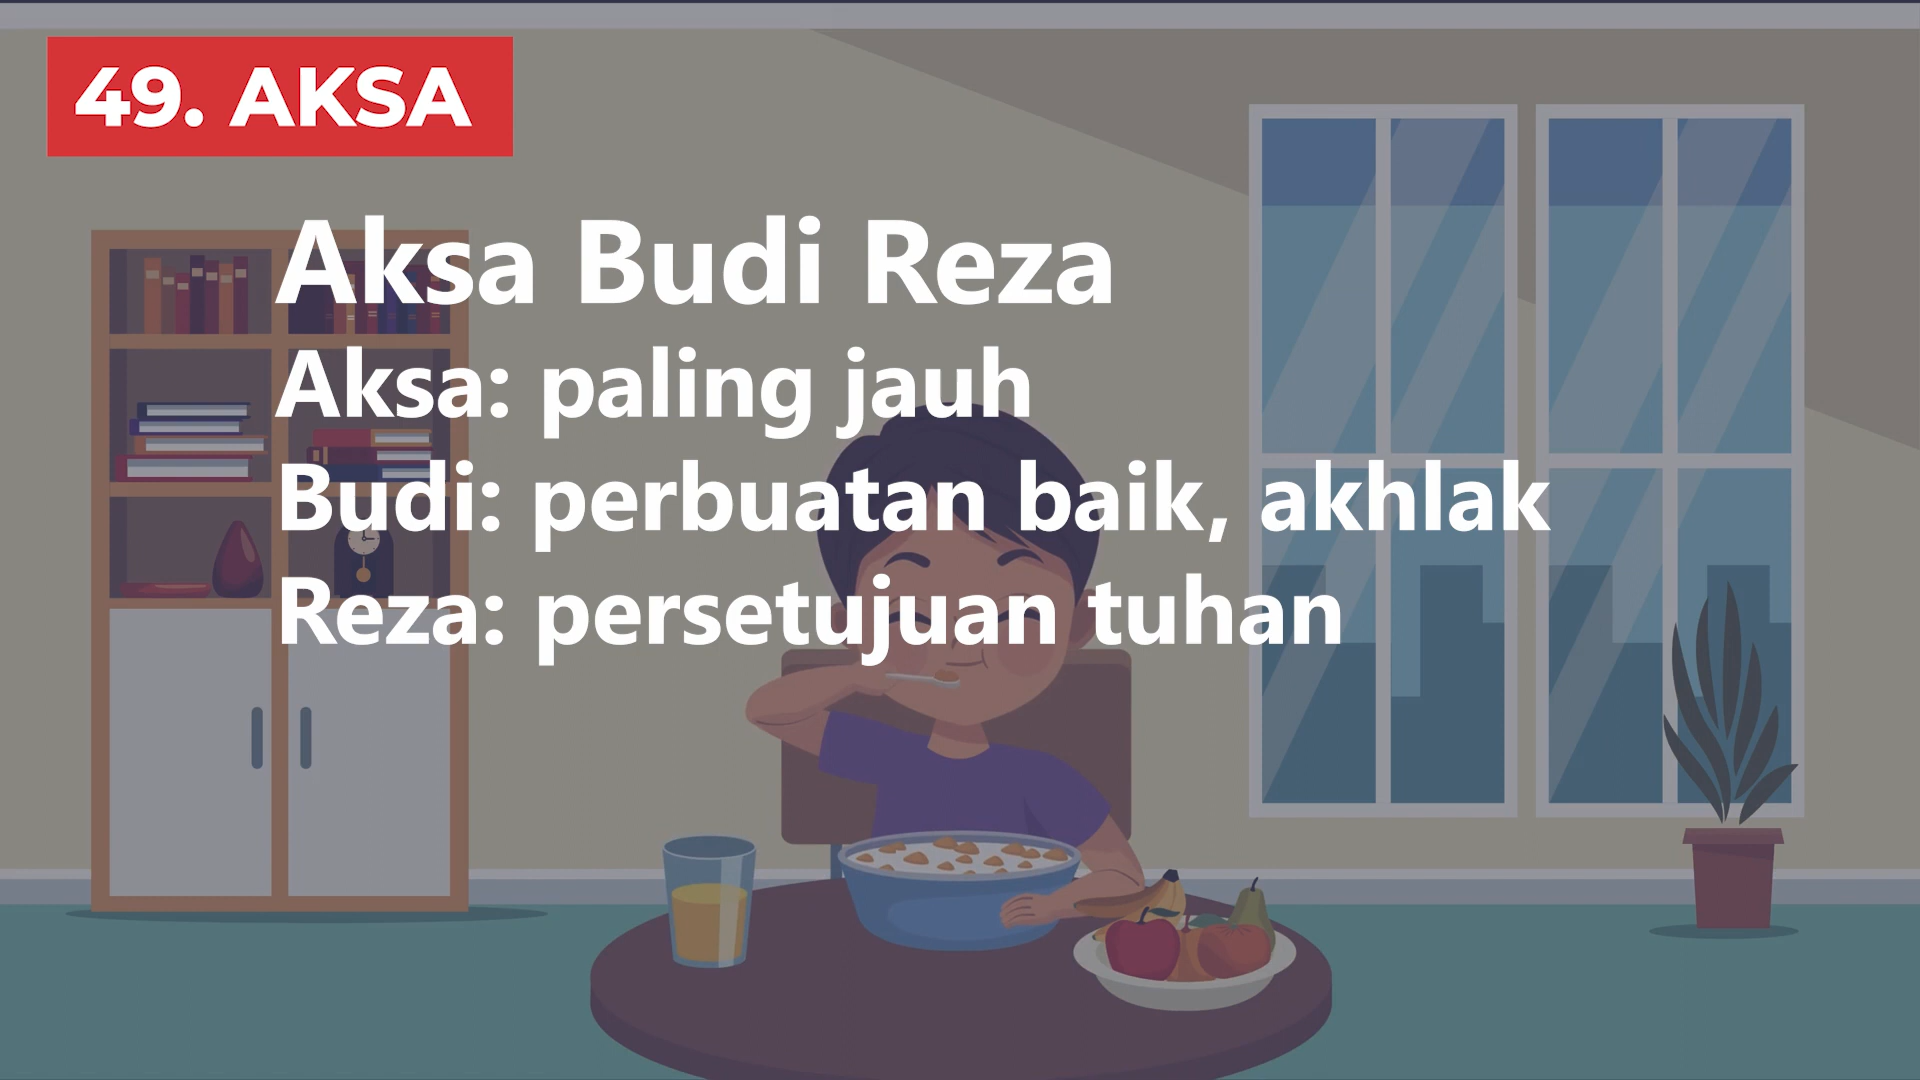 49. AKSA
Aksa Budi Reza
Aksa: paling jauh
Budi: perbuatan baik, akhlak
Reza: persetujuan tuhan